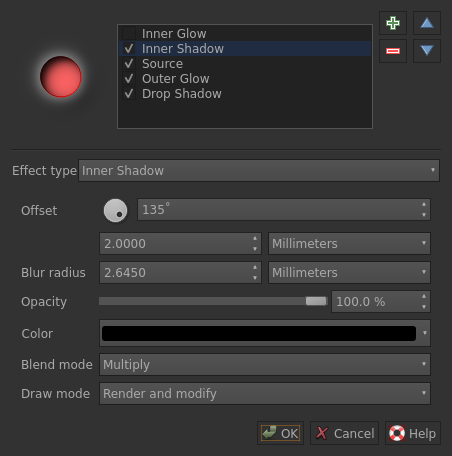 Inner Glow
Inner Shadow
Source
Outer Glow
Drop Shadow
Effect type Inner Shadow
Offset 135°
2.0000 Millimeters
Blur radius 2.6450 Millimeters
Opacity 100.0 %
Color
Blend mode Multiply
Draw mode Render and modify
OK Cancel Help